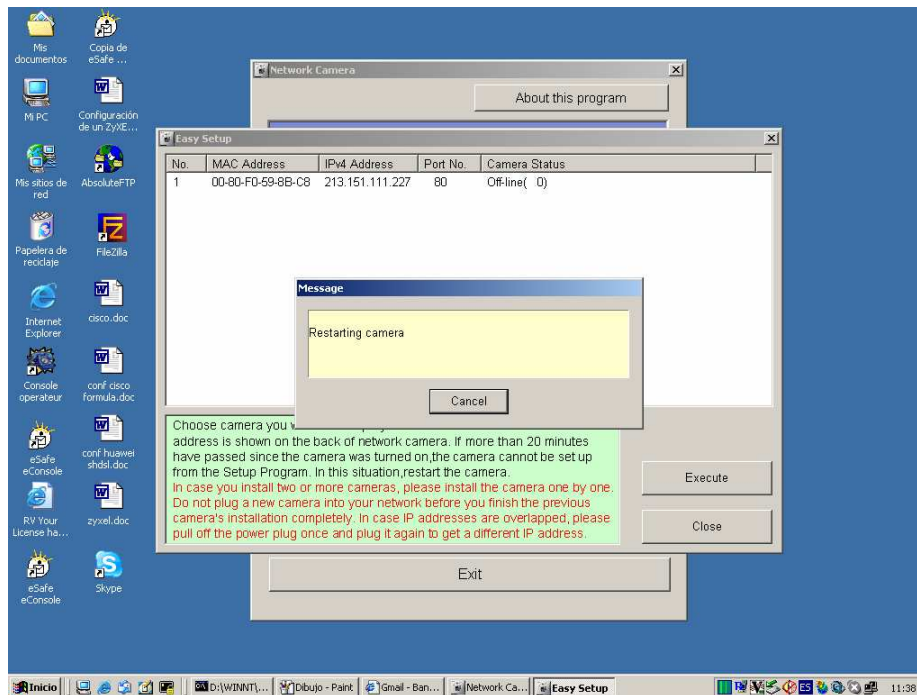 Mis documentos
Copia de eSafe ...
Mi PC
Configuración de un ZyXE...
Mis sitios de red
AbsoluteFTP
Papelera de reciclaje
FileZilla
Internet Explorer
cisco.doc
Console operateur
conf cisco formula.doc
eSafe eConsole
conf huawei shdsl.doc
RV Your License ha...
zyxel.doc
eSafe eConsole
Skype
Network Camera
About this program
Easy Setup
No. MAC Address IPv4 Address Port No. Camera Status
1 00-80-F0-59-8B-C8 213.151.111.227 80 Off-line( 0)
Message
Restarting camera
Cancel
Choose camera you
address is shown on the back of network camera. If more than 20 minutes
have passed since the camera was turned on,the camera cannot be set up
from the Setup Program. In this situation,restart the camera.
In case you install two or more cameras, please install the camera one by one.
Do not plug a new camera into your network before you finish the previous
camera's installation completely. In case IP addresses are overlapped, please
pull off the power plug once and plug it again to get a different IP address.
Execute
Close
Exit
Inicio
D:\WINNT\...
Dibujo - Paint
Gmail - Ban...
Network Ca...
Easy Setup
ES
11:38